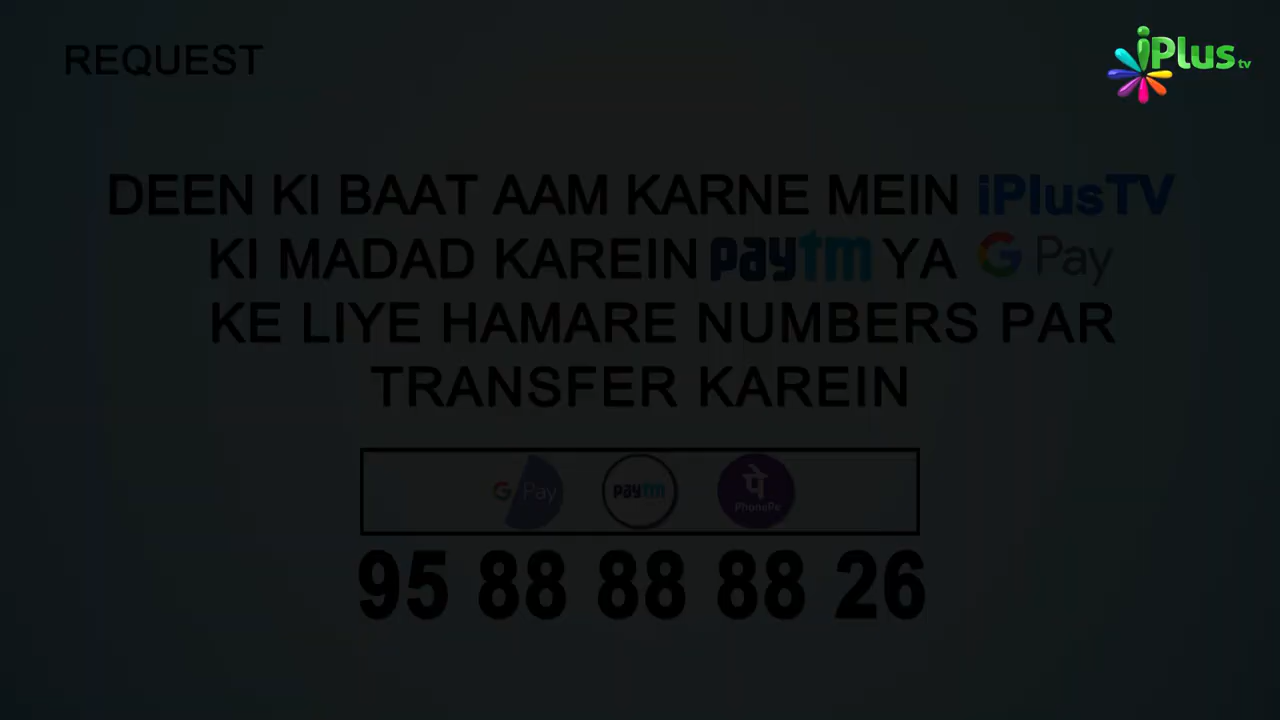 REQUEST
iPlus tv
DEEN KI BAAT AAM KARNE MEIN iPlusTV
KI MADAD KAREIN paytm YA G Pay
KE LIYE HAMARE NUMBERS PAR
TRANSFER KAREIN
G Pay paytm पे PhonePe
95 88 88 88 26